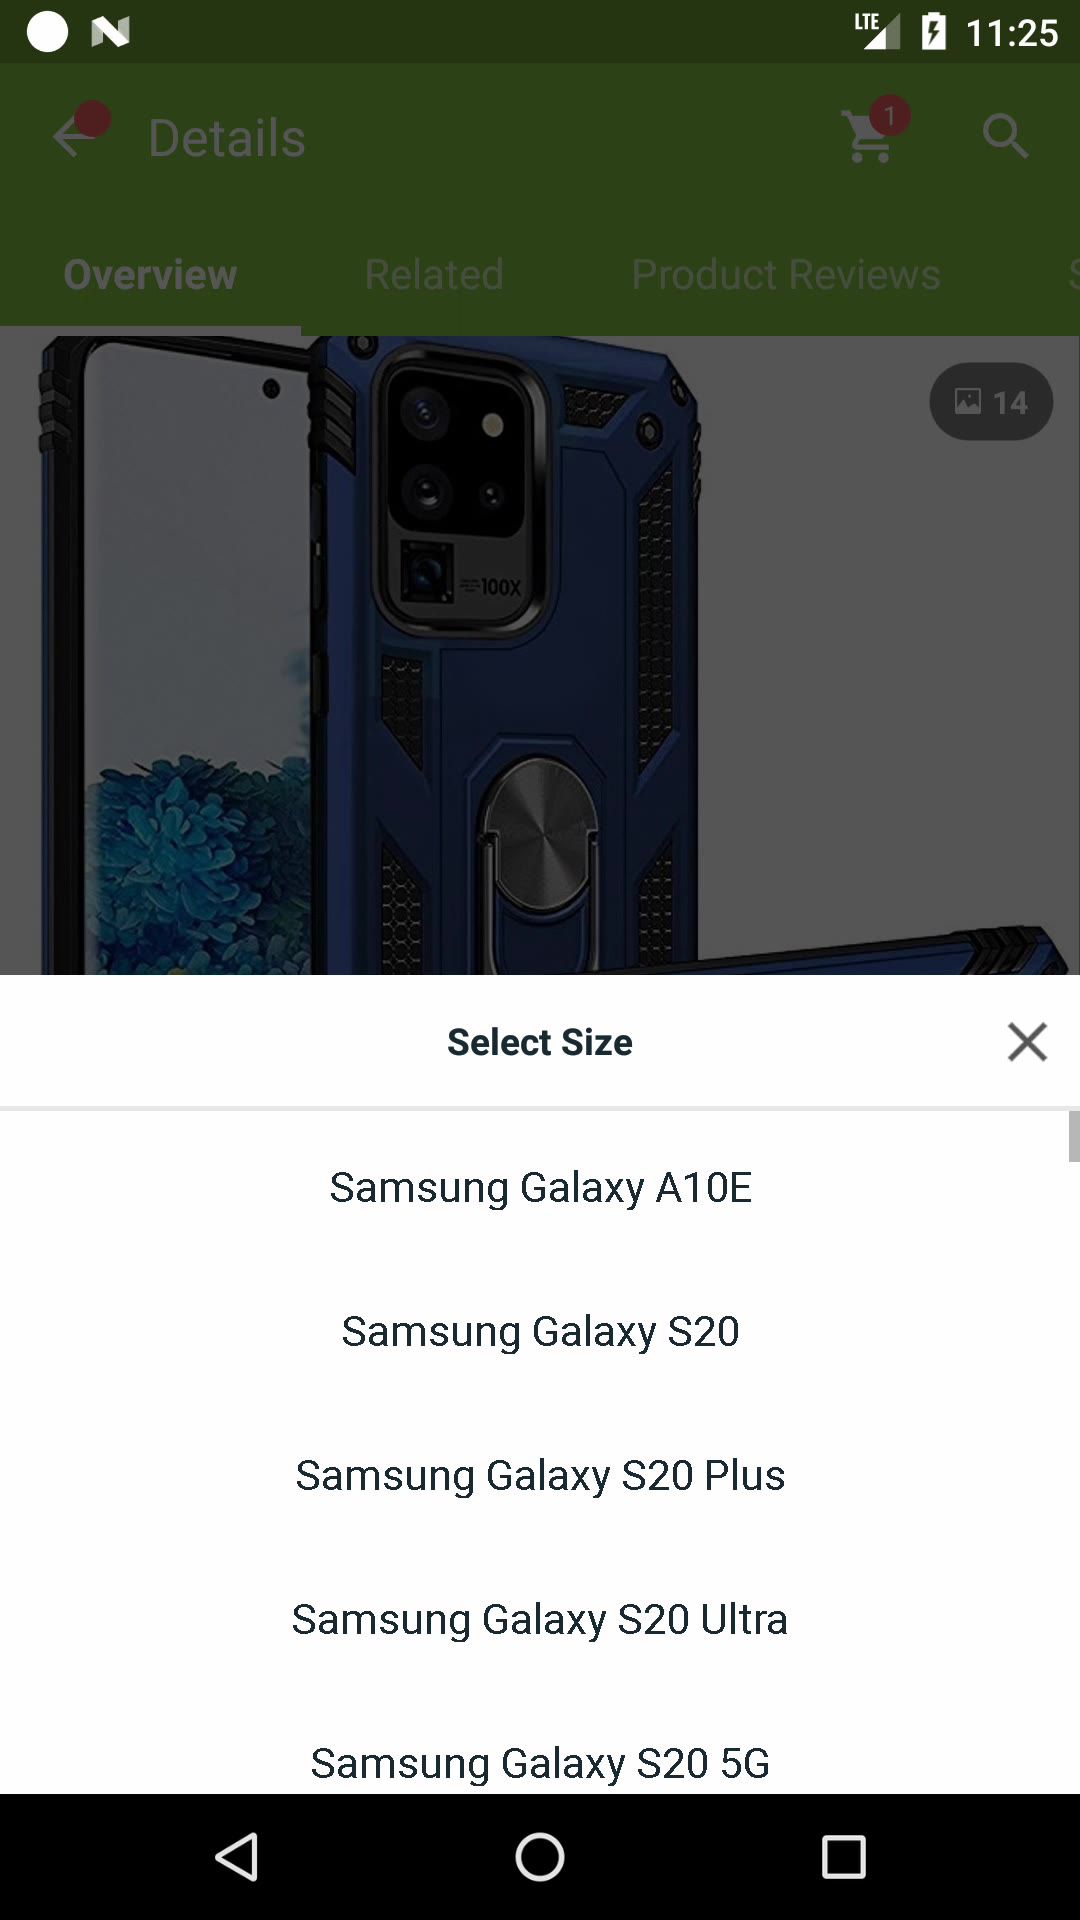 LTE 11:25
Details 1
Overview Related Product Reviews
14
100X
Select Size
Samsung Galaxy A10E
Samsung Galaxy S20
Samsung Galaxy S20 Plus
Samsung Galaxy S20 Ultra
Samsung Galaxy S20 5G